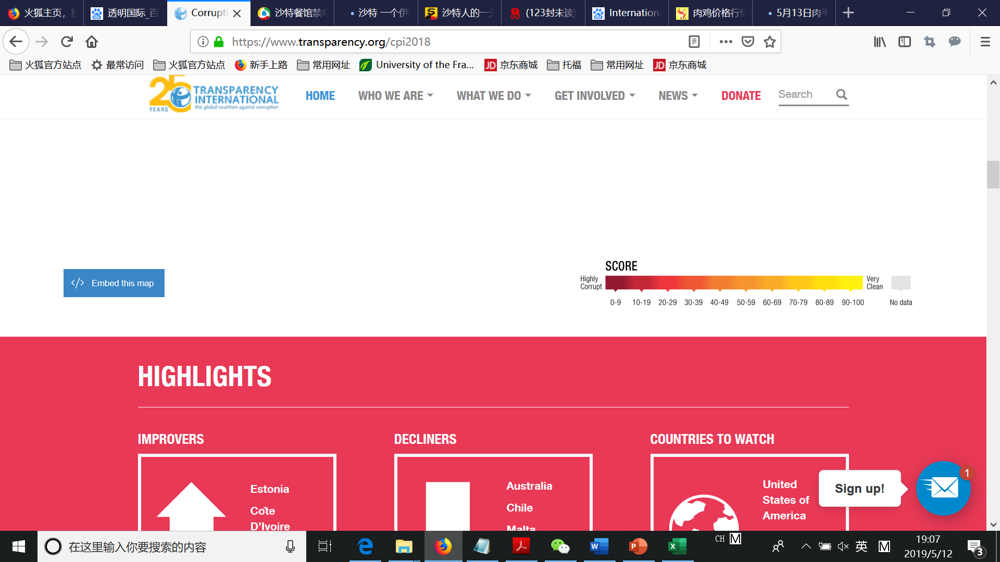 火狐主页，推
透明国际_百
Corrupti
沙特餐馆禁单
沙特 一个伊
沙特人的一天
(123封未读)
Internation
肉鸡价格行情
5月13日肉毛
https://www.transparency.org/cpi2018
火狐官方站点
最常访问
火狐官方站点
新手上路
常用网址
University of the Fra...
JD 京东商城
托福
常用网址
JD 京东商城
25 YEARS
TRANSPARENCY
INTERNATIONAL
the global coalition against corruption
HOME
WHO WE ARE
WHAT WE DO
GET INVOLVED
NEWS
DONATE
Search
Embed this map
SCORE
Highly
Corrupt
Very
Clean
0-9 10-19 20-29 30-39 40-49 50-59 60-69 70-79 80-89 90-100 No data
HIGHLIGHTS
IMPROVERS
Estonia
Cote
D’Ivoire
DECLINERS
Australia
Chile
Malta
COUNTRIES TO WATCH
United
States of
America
Sign up!
1
在这里输入你要搜索的内容
CH M
英
M
19:07
2019/5/12
3